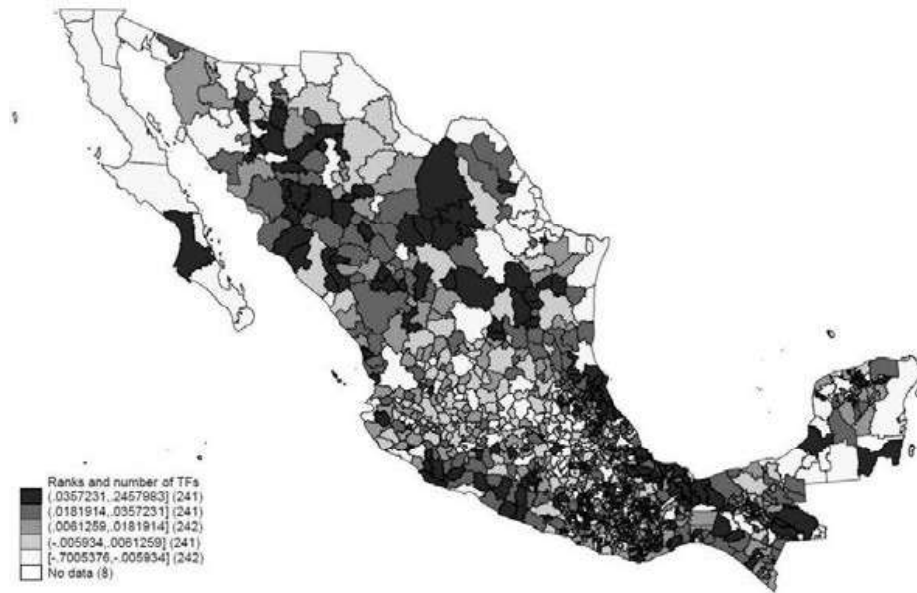 Ranks and number of TFs
(.0357231,.2457983] (241)
(.0181914,.0357231] (241)
(.0061259,.0181914] (242)
(-.005934,.0061259] (241)
[-.7005376,-.005934] (242)
No data (8)